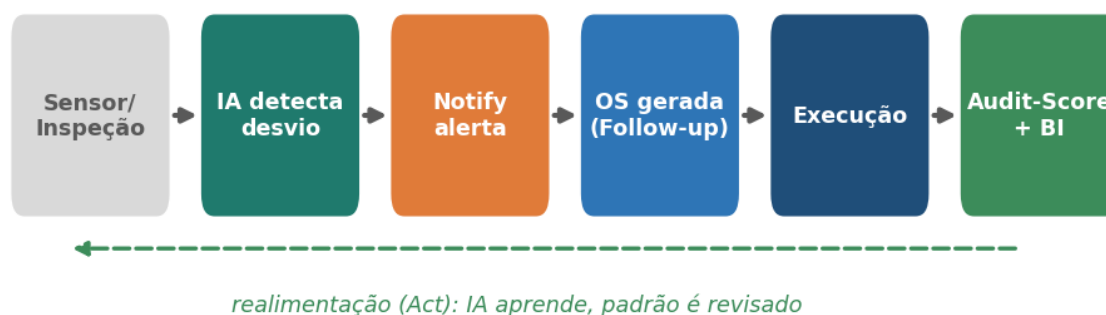 Sensor/
Inspeção
IA detecta
desvio
Notify
alerta
OS gerada
(Follow-up)
Execução
Audit-Score
+ BI
realimentação (Act): IA aprende, padrão é revisado